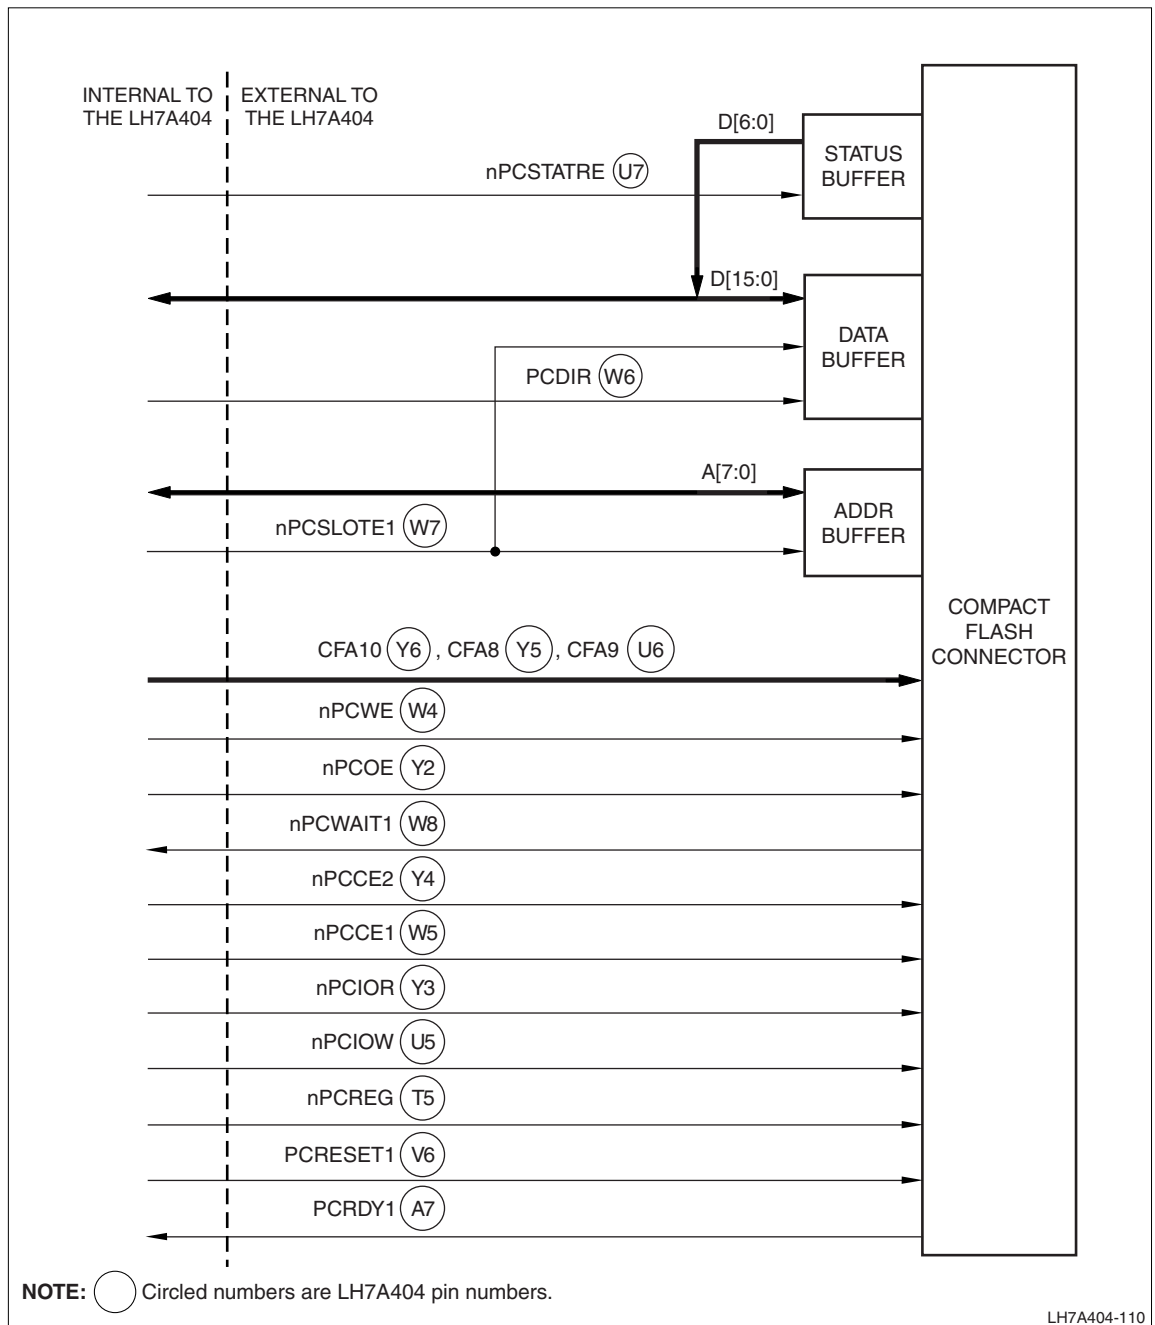 INTERNAL TO
THE LH7A404
EXTERNAL TO
THE LH7A404
D[6:0]
STATUS
BUFFER
nPCSTATRE U7
D[15:0]
DATA
BUFFER
PCDIR W6
A[7:0]
ADDR
BUFFER
nPCSLOTE1 W7
COMPACT
FLASH
CONNECTOR
CFA10 Y6 , CFA8 Y5 , CFA9 U6
nPCWE W4
nPCOE Y2
nPCWAIT1 W8
nPCCE2 Y4
nPCCE1 W5
nPCIOR Y3
nPCIOW U5
nPCREG T5
PCRESET1 V6
PCRDY1 A7
NOTE: Circled numbers are LH7A404 pin numbers.
LH7A404-110